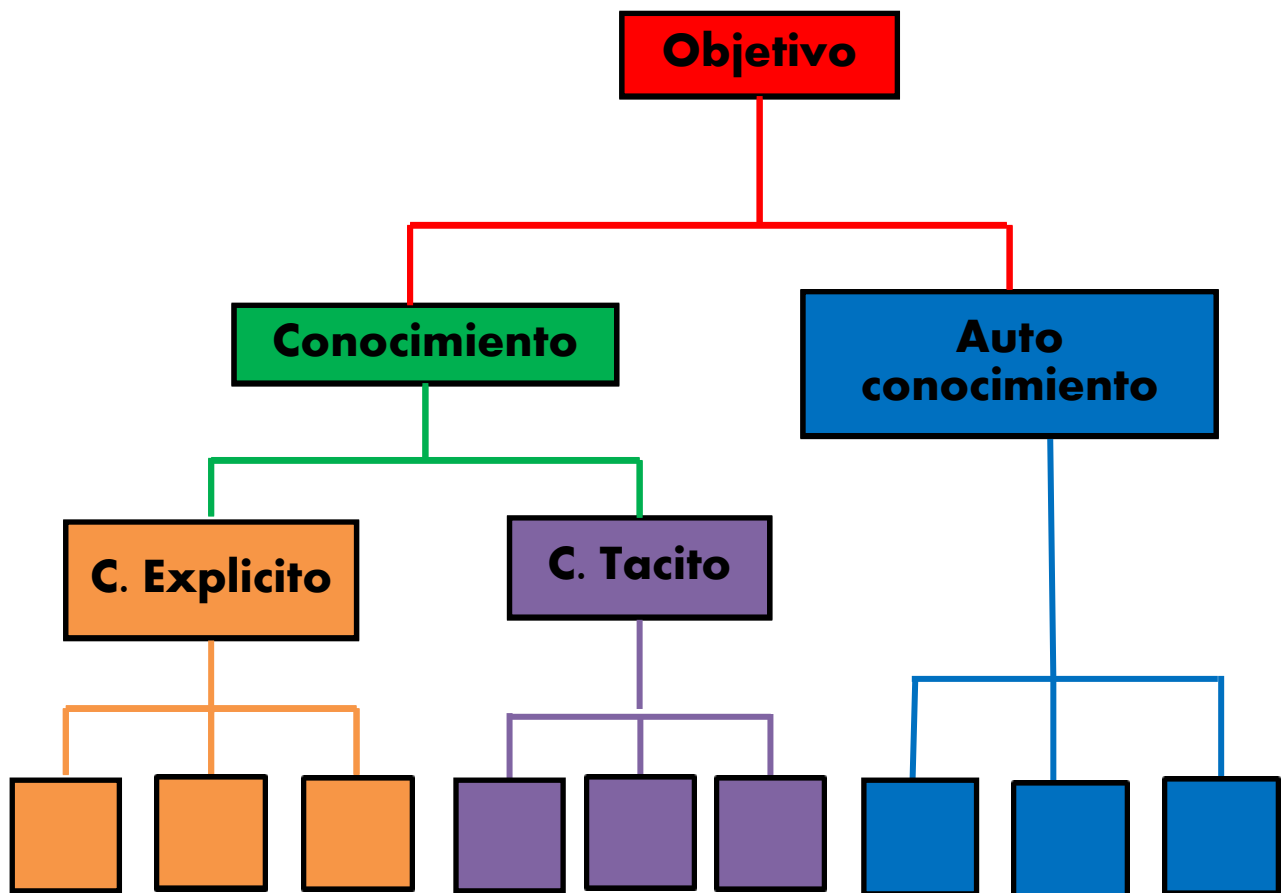 Objetivo
Conocimiento
Auto
conocimiento
C. Explicito
C. Tacito